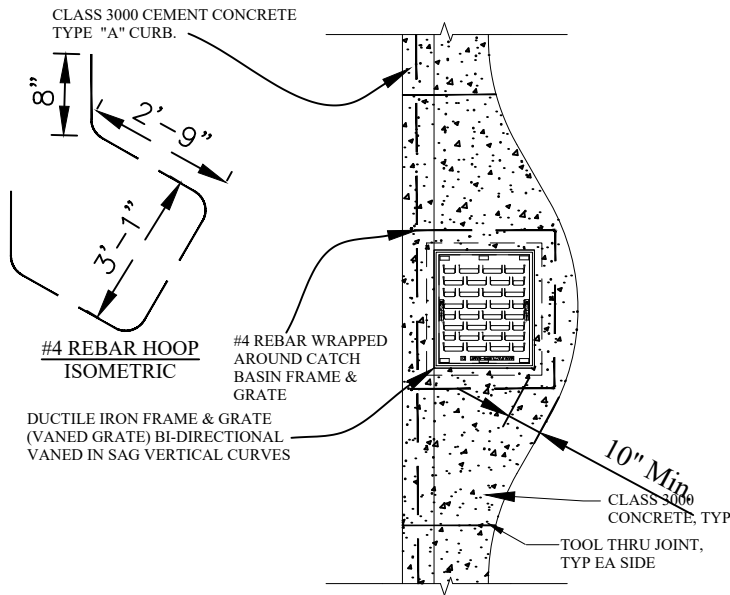 CLASS 3000 CEMENT CONCRETE
TYPE "A" CURB.
8”
2’-9”
3’-1”
#4 REBAR HOOP
ISOMETRIC
#4 REBAR WRAPPED
AROUND CATCH
BASIN FRAME &
GRATE
DUCTILE IRON FRAME & GRATE
(VANED GRATE) BI-DIRECTIONAL
VANED IN SAG VERTICAL CURVES
10" Min.
CLASS 3000
CONCRETE, TYP
TOOL THRU JOINT,
TYP EA SIDE